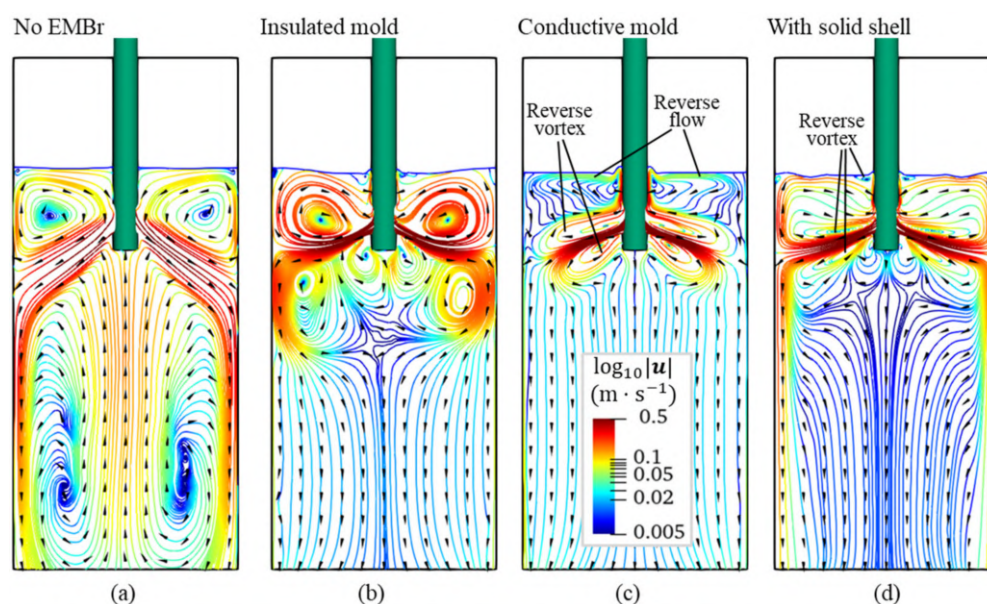 No EMBr
Insulated mold
Conductive mold
With solid shell
Reverse
vortex
Reverse
flow
Reverse
vortex
log₁₀|u|
(m · s⁻¹)
0.5
0.1
0.05
0.02
0.005
(a)
(b)
(c)
(d)